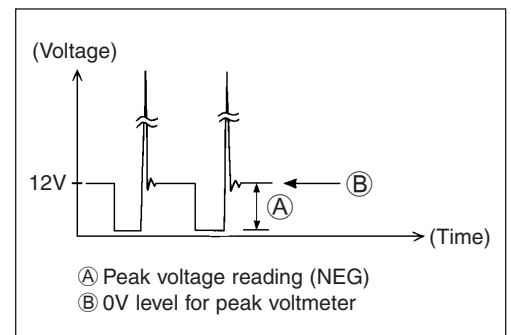 (Voltage)
12V
Ⓑ
Ⓐ
(Time)
Ⓐ Peak voltage reading (NEG)
Ⓑ 0V level for peak voltmeter